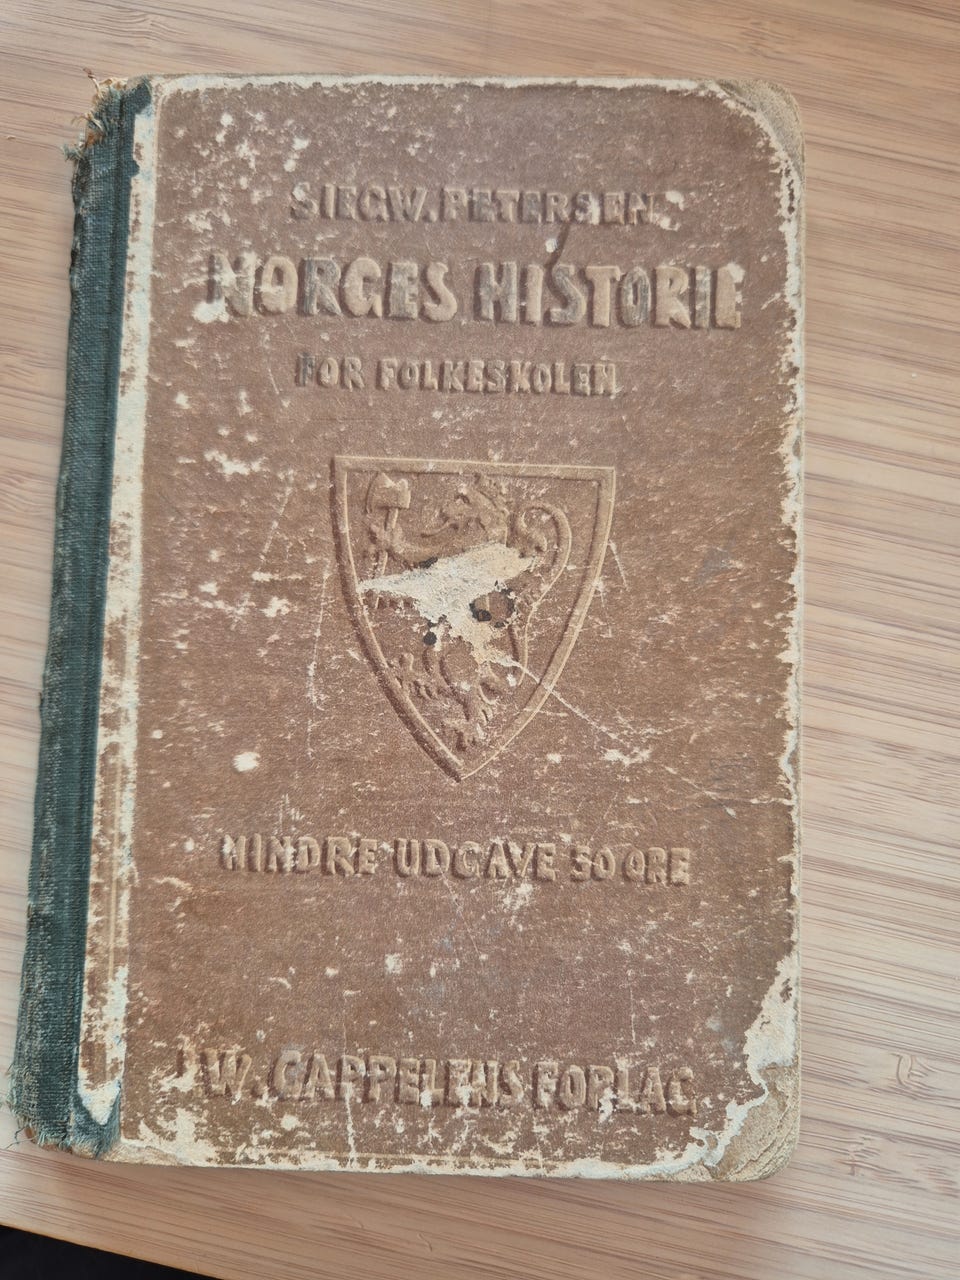 SIEGW. PETERSEN
NORGES HISTORIE
FOR FOLKESKOLEN
MINDRE UDGAVE 50 ØRE
J.W. CAPPELENS FORLAG